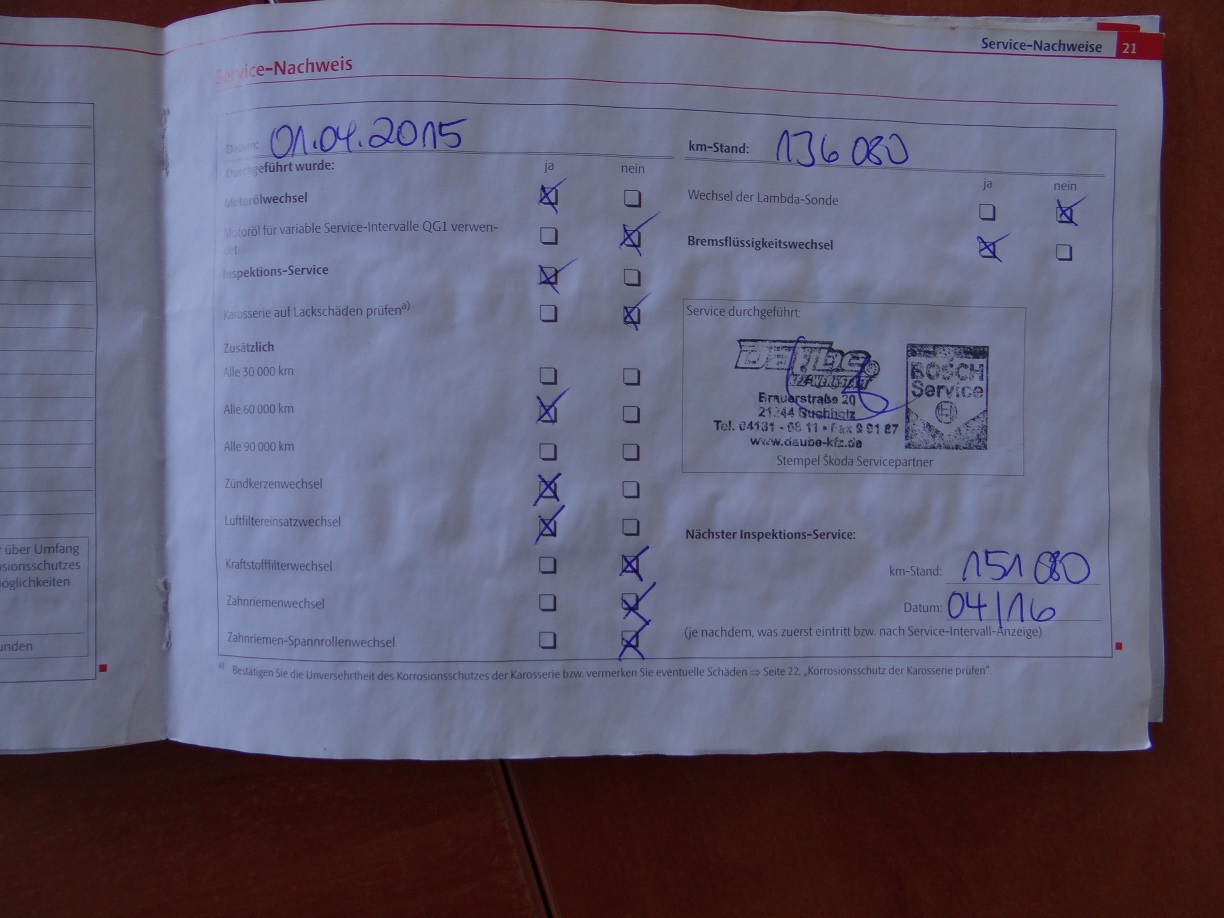 Service-Nachweise 21
Service-Nachweis
Datum: 01.04.2015
km-Stand: 136 080
Durchgeführt wurde: ja nein
ja nein
Motorölwechsel
Wechsel der Lambda-Sonde
Motoröl für variable Service-Intervalle QG1 verwen-
det
Bremsflüssigkeitswechsel
Inspektions-Service
Karosserie auf Lackschäden prüfen a)
Zusätzlich
Alle 30 000 km
Alle 60 000 km
Alle 90 000 km
Zündkerzenwechsel
Luftfiltereinsatzwechsel
Kraftstofffilterwechsel
Zahnriemenwechsel
Zahnriemen-Spannrollenwechsel
Service durchgeführt:
BOSCH
Service
21244 Buchholz
www.daube-kfz.de
Stempel Škoda Servicepartner
Nächster Inspektions-Service:
km-Stand: 151 080
Datum: 04/16
(je nachdem, was zuerst eintritt bzw. nach Service-Intervall-Anzeige)
a) Bestätigen Sie die Unversehrtheit des Korrosionsschutzes der Karosserie bzw. vermerken Sie eventuelle Schäden ⇒ Seite 22, „Korrosionsschutz der Karosserie prüfen".
über Umfang
sionsschutzes
öglichkeiten
unden